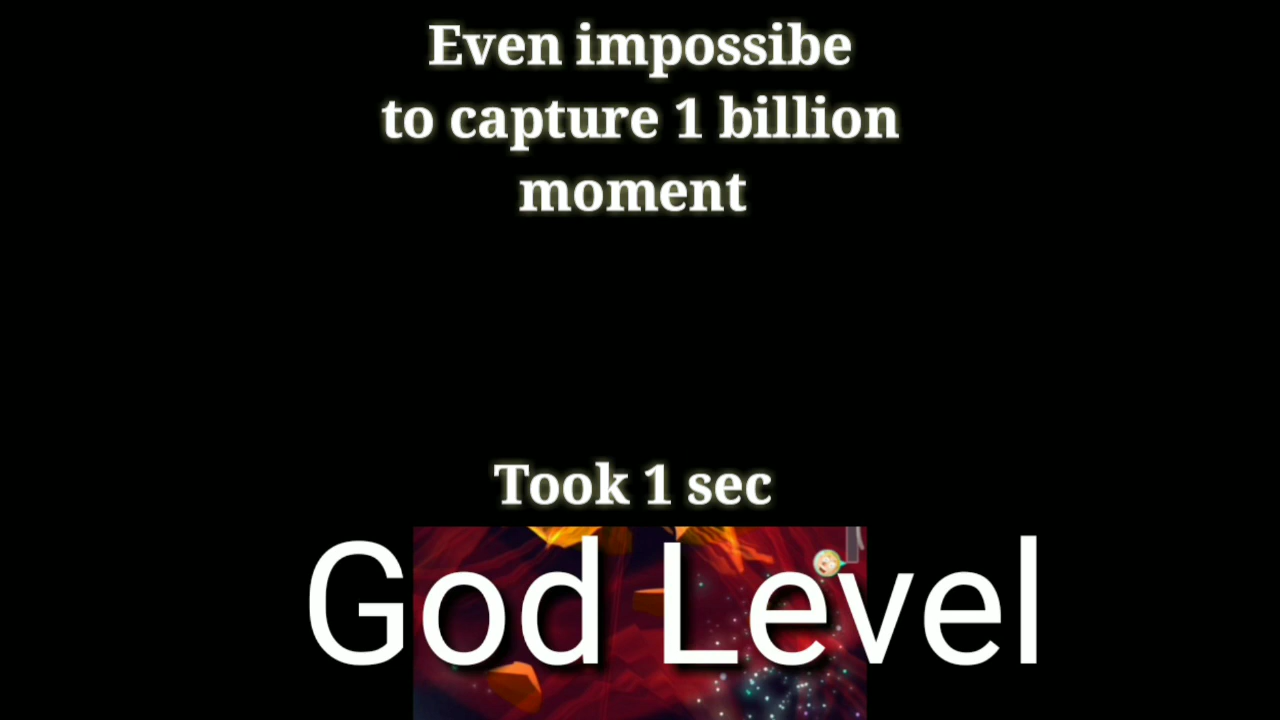 Even impossibe
to capture 1 billion
moment
Took 1 sec
God Level